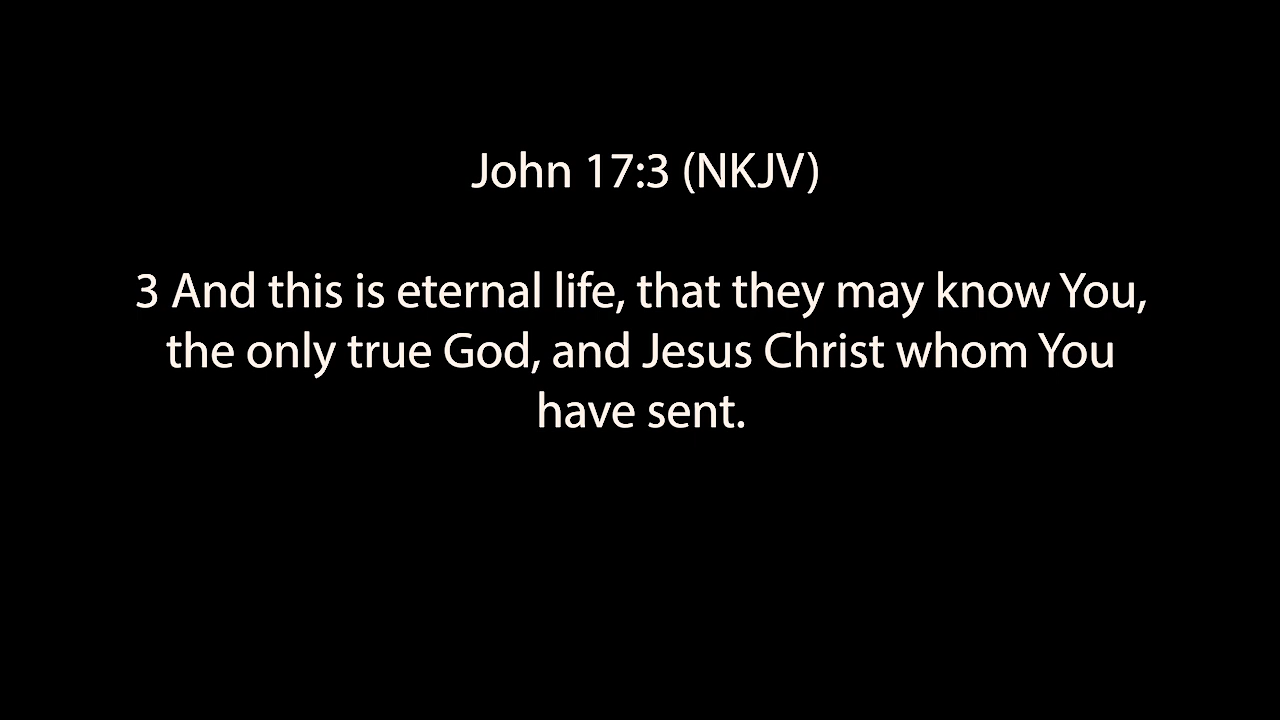 John 17:3 (NKJV)
3 And this is eternal life, that they may know You,
the only true God, and Jesus Christ whom You
have sent.